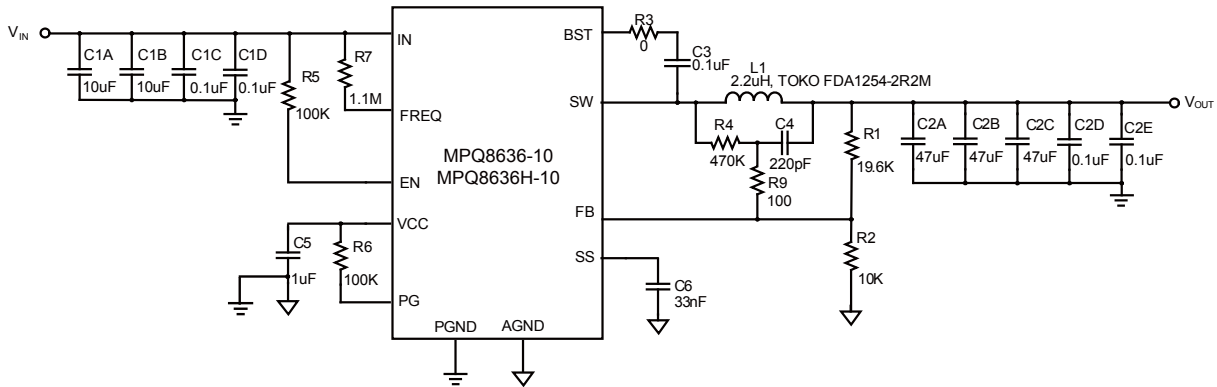 VIN
C1A
10uF
C1B
10uF
C1C
0.1uF
C1D
0.1uF
R5
100K
R7
1.1M
IN
FREQ
EN
VCC
PG
PGND
AGND
MPQ8636-10
MPQ8636H-10
BST
SW
FB
SS
R3
0
C3
0.1uF
L1
2.2uH, TOKO FDA1254-2R2M
R4
470K
C4
220pF
R9
100
R1
19.6K
R2
10K
C2A
47uF
C2B
47uF
C2C
47uF
C2D
0.1uF
C2E
0.1uF
VOUT
C5
1uF
R6
100K
C6
33nF